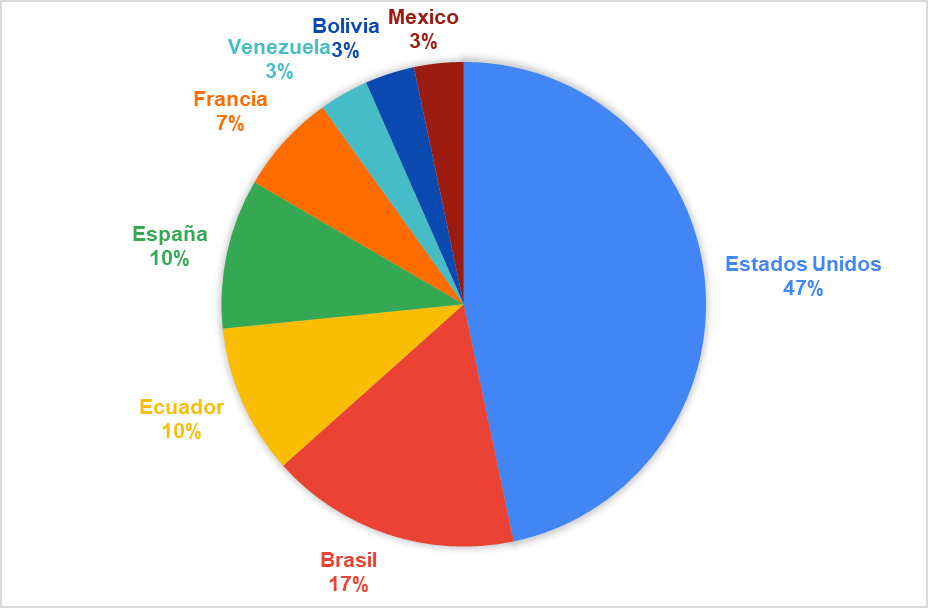 Mexico
3%
Bolivia
3%
Venezuela
3%
Francia
7%
España
10%
Estados Unidos
47%
Ecuador
10%
Brasil
17%